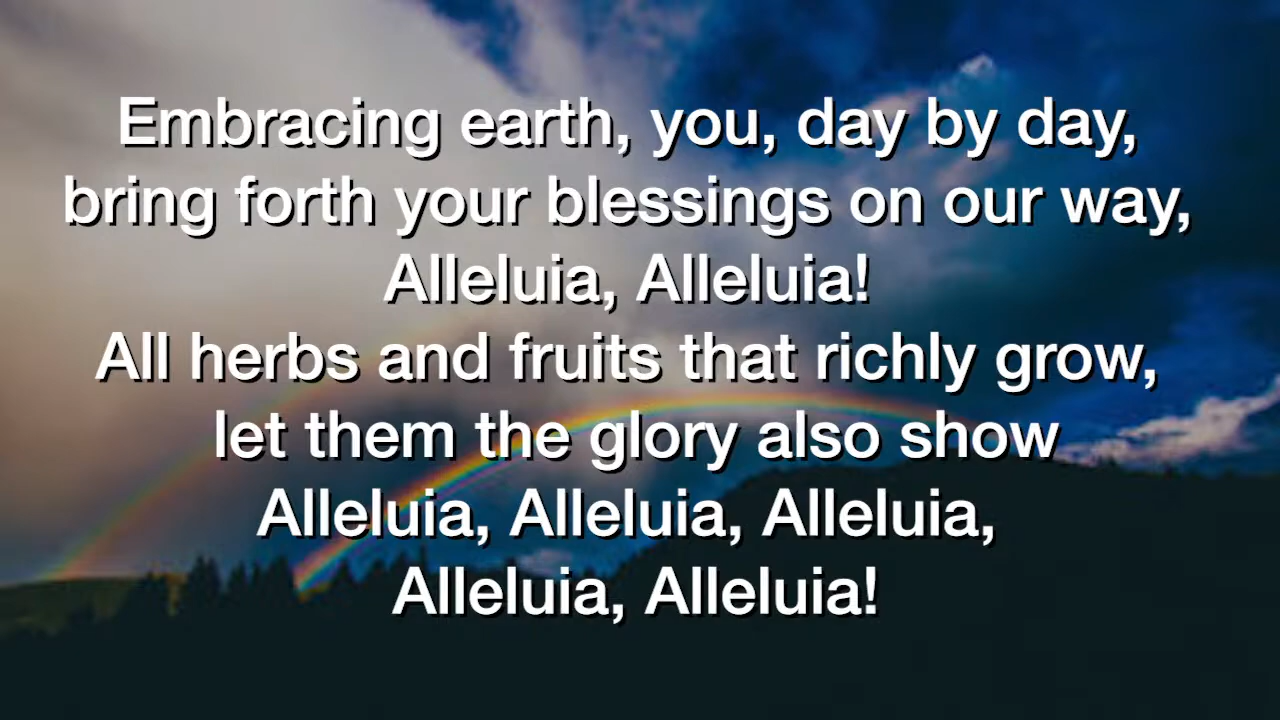 Embracing earth, you, day by day,
bring forth your blessings on our way,
Alleluia, Alleluia!
All herbs and fruits that richly grow,
let them the glory also show
Alleluia, Alleluia, Alleluia,
Alleluia, Alleluia!